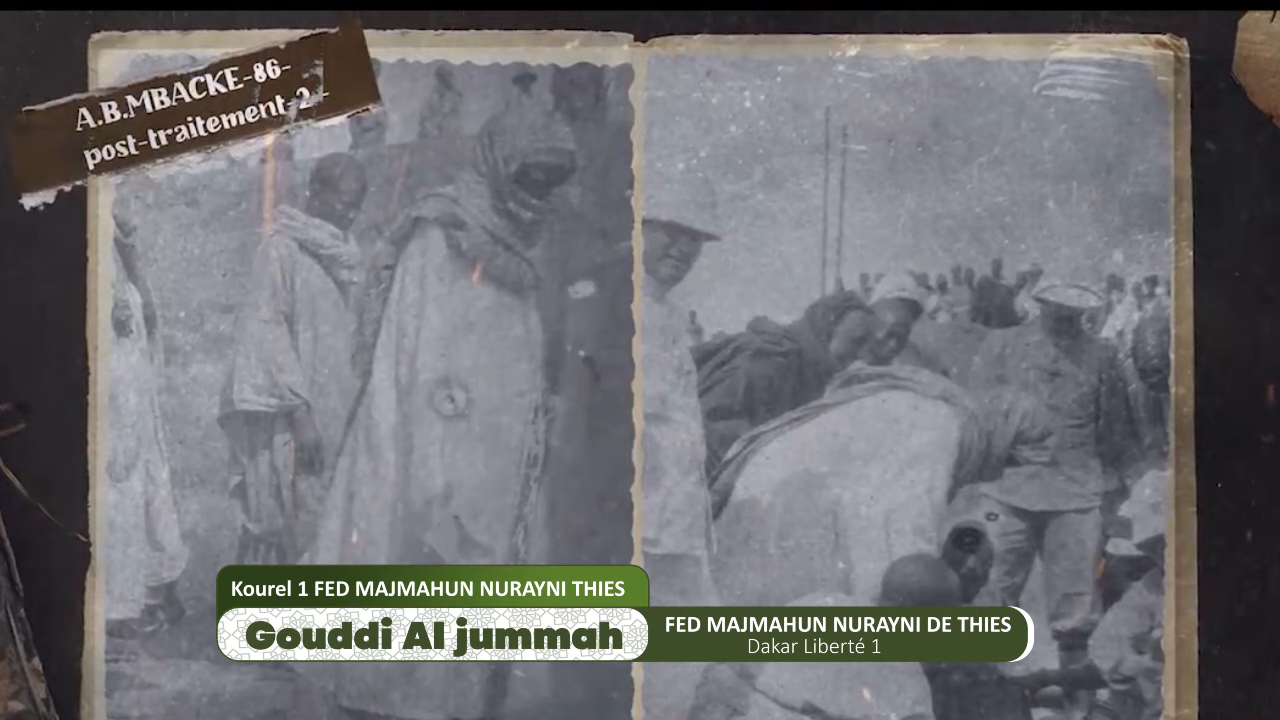 A.B.MBACKE-86-
post-traitement-2-
Kourel 1 FED MAJMAHUN NURAYNI THIES
Gouddi Al jummah
FED MAJMAHUN NURAYNI DE THIES
Dakar Liberté 1